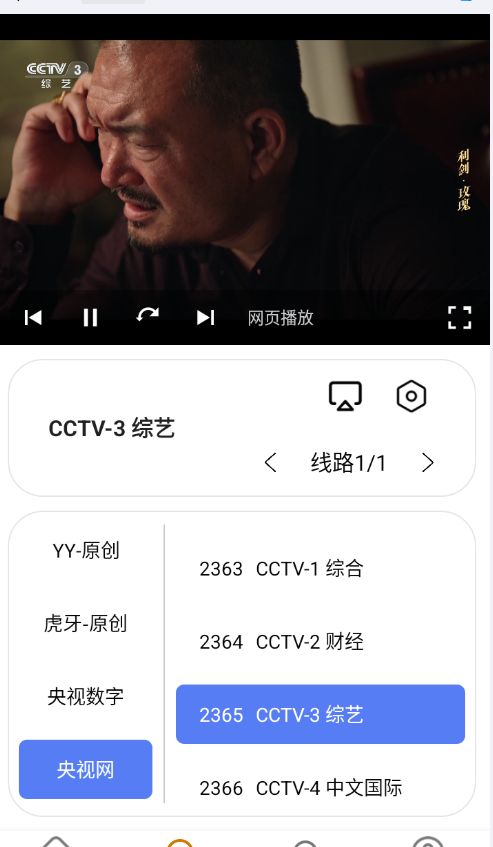 CCTV 3
综 艺
利剑·玫瑰
网页播放
CCTV-3 综艺
线路1/1
YY-原创
虎牙-原创
央视数字
央视网
2363 CCTV-1 综合
2364 CCTV-2 财经
2365 CCTV-3 综艺
2366 CCTV-4 中文国际